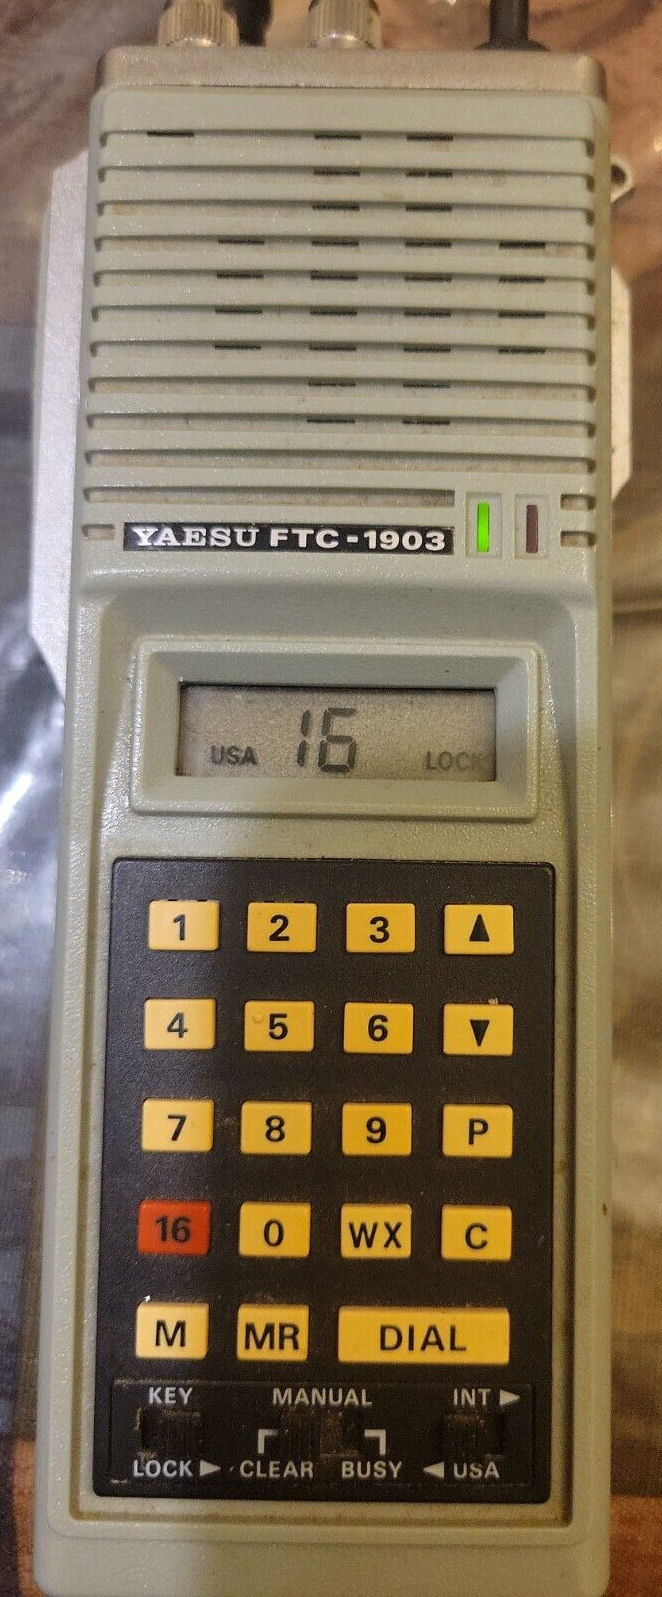 YAESU FTC-1903
USA 16 LOCK
1 2 3 ▲
4 5 6 ▼
7 8 9 P
16 0 WX C
M MR DIAL
KEY MANUAL INT ▶
LOCK ▶ CLEAR BUSY ◀ USA